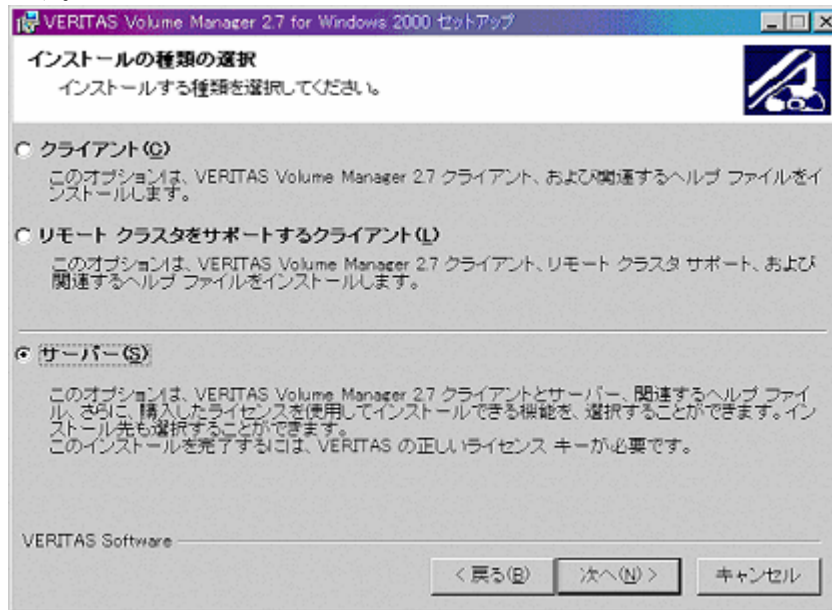 VERITAS Volume Manager 2.7 for Windows 2000 セットアップ
インストールの種類の選択
インストールする種類を選択してください。
クライアント(C)
このオプションは、VERITAS Volume Manager 2.7 クライアント、および関連するヘルプ ファイルをイ
ンストールします。
リモート クラスタをサポートするクライアント(L)
このオプションは、VERITAS Volume Manager 2.7 クライアント、リモート クラスタ サポート、および
関連するヘルプ ファイルをインストールします。
サーバー(S)
このオプションは、VERITAS Volume Manager 2.7 クライアントとサーバー、関連するヘルプ ファイ
ル、さらに、購入したライセンスを使用してインストールできる機能を、選択することができます。イン
ストール先も選択することができます。
このインストールを完了するには、VERITAS の正しいライセンス キーが必要です。
VERITAS Software
< 戻る(B)
次へ(N) >
キャンセル